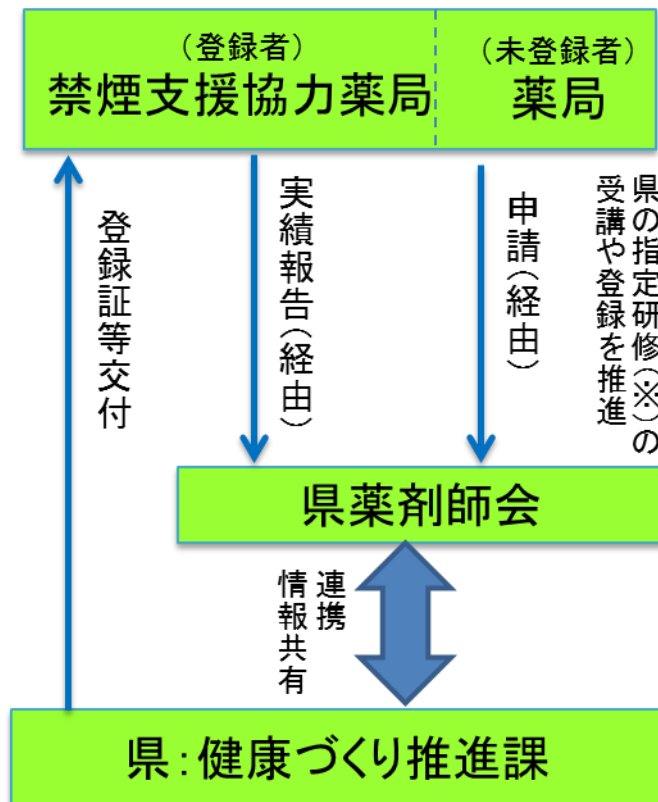 （登録者）
禁煙支援協力薬局
（未登録者）
薬局
登録証等交付
実績報告（経由）
申請（経由）
県の指定研修（※）の
受講や登録を推進
県薬剤師会
連携
情報共有
県：健康づくり推進課